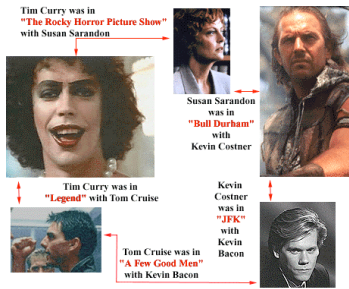 Tim Curry was in
"The Rocky Horror Picture Show"
with Susan Sarandon
Susan Sarandon
was in
"Bull Durham"
with
Kevin Costner
Tim Curry was in
"Legend" with Tom Cruise
Kevin
Costner
was in
"JFK"
with
Kevin
Bacon
Tom Cruise was in
"A Few Good Men"
with Kevin Bacon